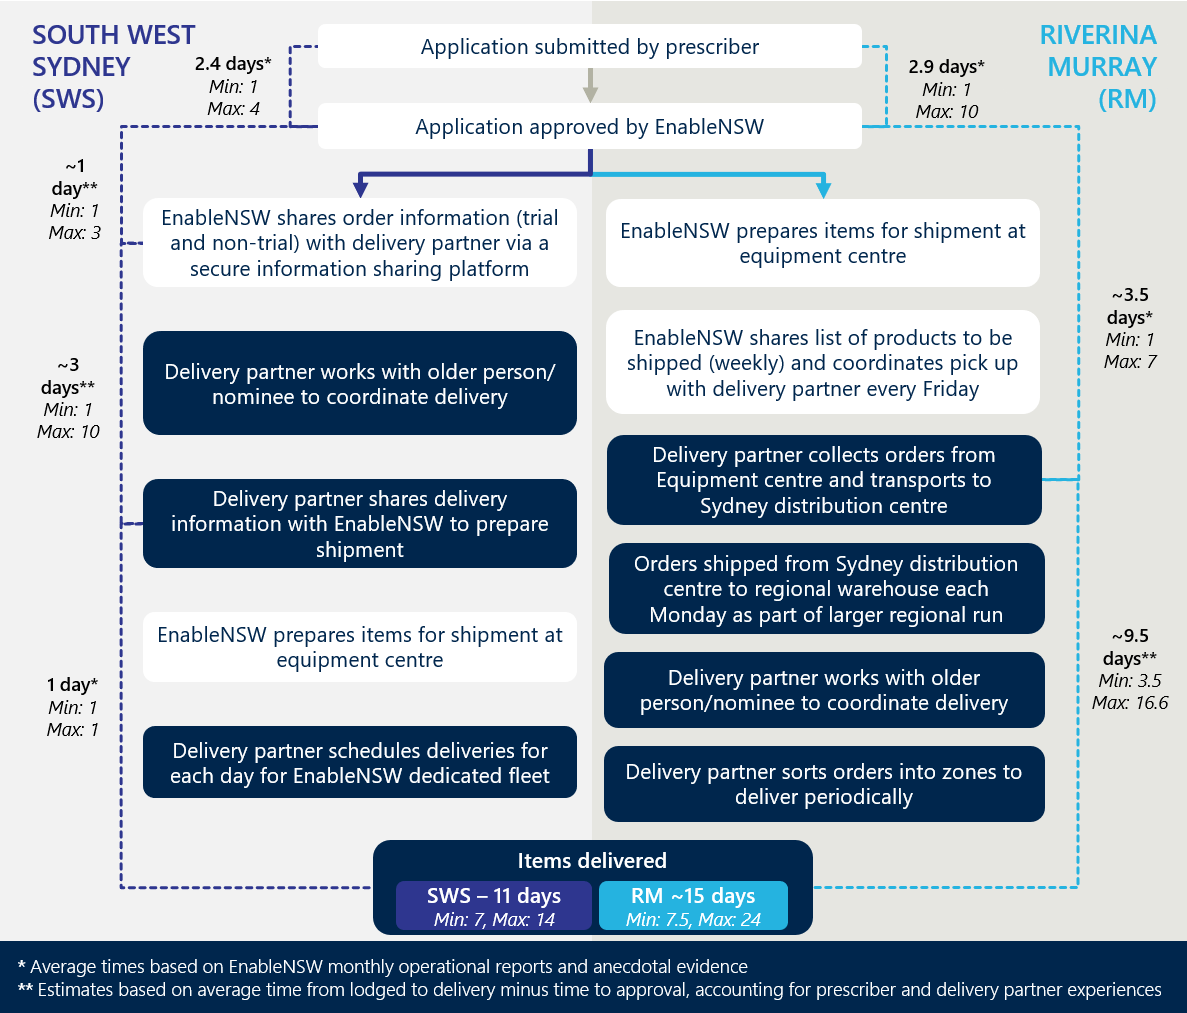 SOUTH WEST
SYDNEY
(SWS)
RIVERINA
MURRAY
(RM)
Application submitted by prescriber
2.4 days*
Min: 1
Max: 4
2.9 days*
Min: 1
Max: 10
Application approved by EnableNSW
~1
day**
Min: 1
Max: 3
EnableNSW shares order information (trial
and non-trial) with delivery partner via a
secure information sharing platform
~3
days**
Min: 1
Max: 10
Delivery partner works with older person/
nominee to coordinate delivery
Delivery partner shares delivery
information with EnableNSW to prepare
shipment
1 day*
Min: 1
Max: 1
EnableNSW prepares items for shipment at
equipment centre
Delivery partner schedules deliveries for
each day for EnableNSW dedicated fleet
EnableNSW prepares items for shipment at
equipment centre
EnableNSW shares list of products to be
shipped (weekly) and coordinates pick up
with delivery partner every Friday
~3.5
days*
Min: 1
Max: 7
Delivery partner collects orders from
Equipment centre and transports to
Sydney distribution centre
Orders shipped from Sydney distribution
centre to regional warehouse each
Monday as part of larger regional run
~9.5
days**
Min: 3.5
Max: 16.6
Delivery partner works with older
person/nominee to coordinate delivery
Delivery partner sorts orders into zones to
deliver periodically
Items delivered
SWS – 11 days
Min: 7, Max: 14
RM ~15 days
Min: 7.5, Max: 24
* Average times based on EnableNSW monthly operational reports and anecdotal evidence
** Estimates based on average time from lodged to delivery minus time to approval, accounting for prescriber and delivery partner experiences